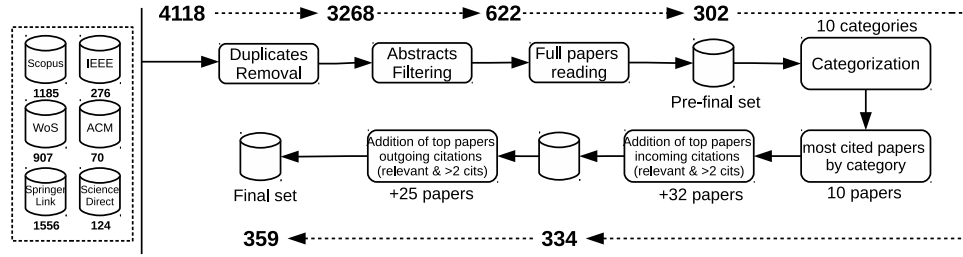 4118 3268 622 302
10 categories
Scopus IEEE
1185 276
WoS ACM
907 70
Springer Link Science Direct
1556 124
Duplicates
Removal
Abstracts
Filtering
Full papers
reading
Pre-final set
Categorization
most cited papers
by category
10 papers
Addition of top papers
incoming citations
(relevant & >2 cits)
+32 papers
Addition of top papers
outgoing citations
(relevant & >2 cits)
+25 papers
Final set
359 334